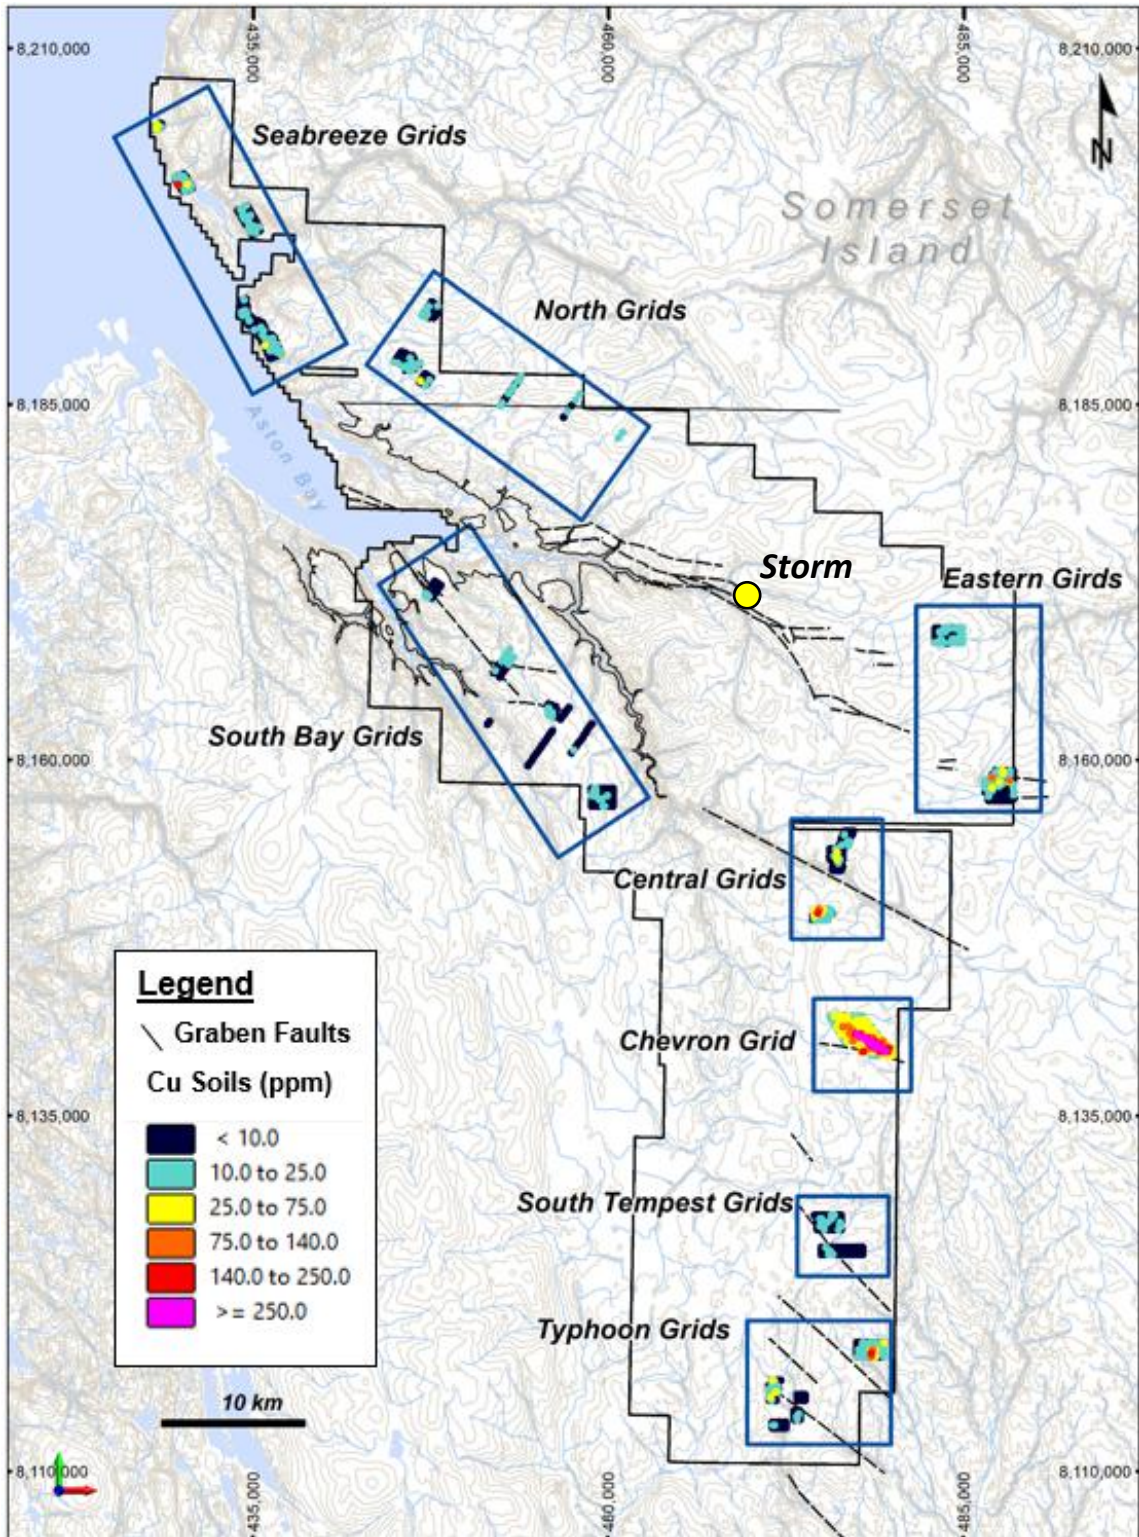 435,000
460,000
485,000
8,210,000
8,210,000
Seabreeze Grids
N
Somerset
Island
North Grids
8,185,000
8,185,000
Aston Bay
Storm
Eastern Girds
South Bay Grids
8,160,000
8,160,000
Central Grids
Legend
Graben Faults
Cu Soils (ppm)
< 10.0
10.0 to 25.0
25.0 to 75.0
75.0 to 140.0
140.0 to 250.0
>= 250.0
Chevron Grid
8,135,000
8,135,000
South Tempest Grids
Typhoon Grids
10 km
8,110,000
8,110,000
435,000
460,000
485,000